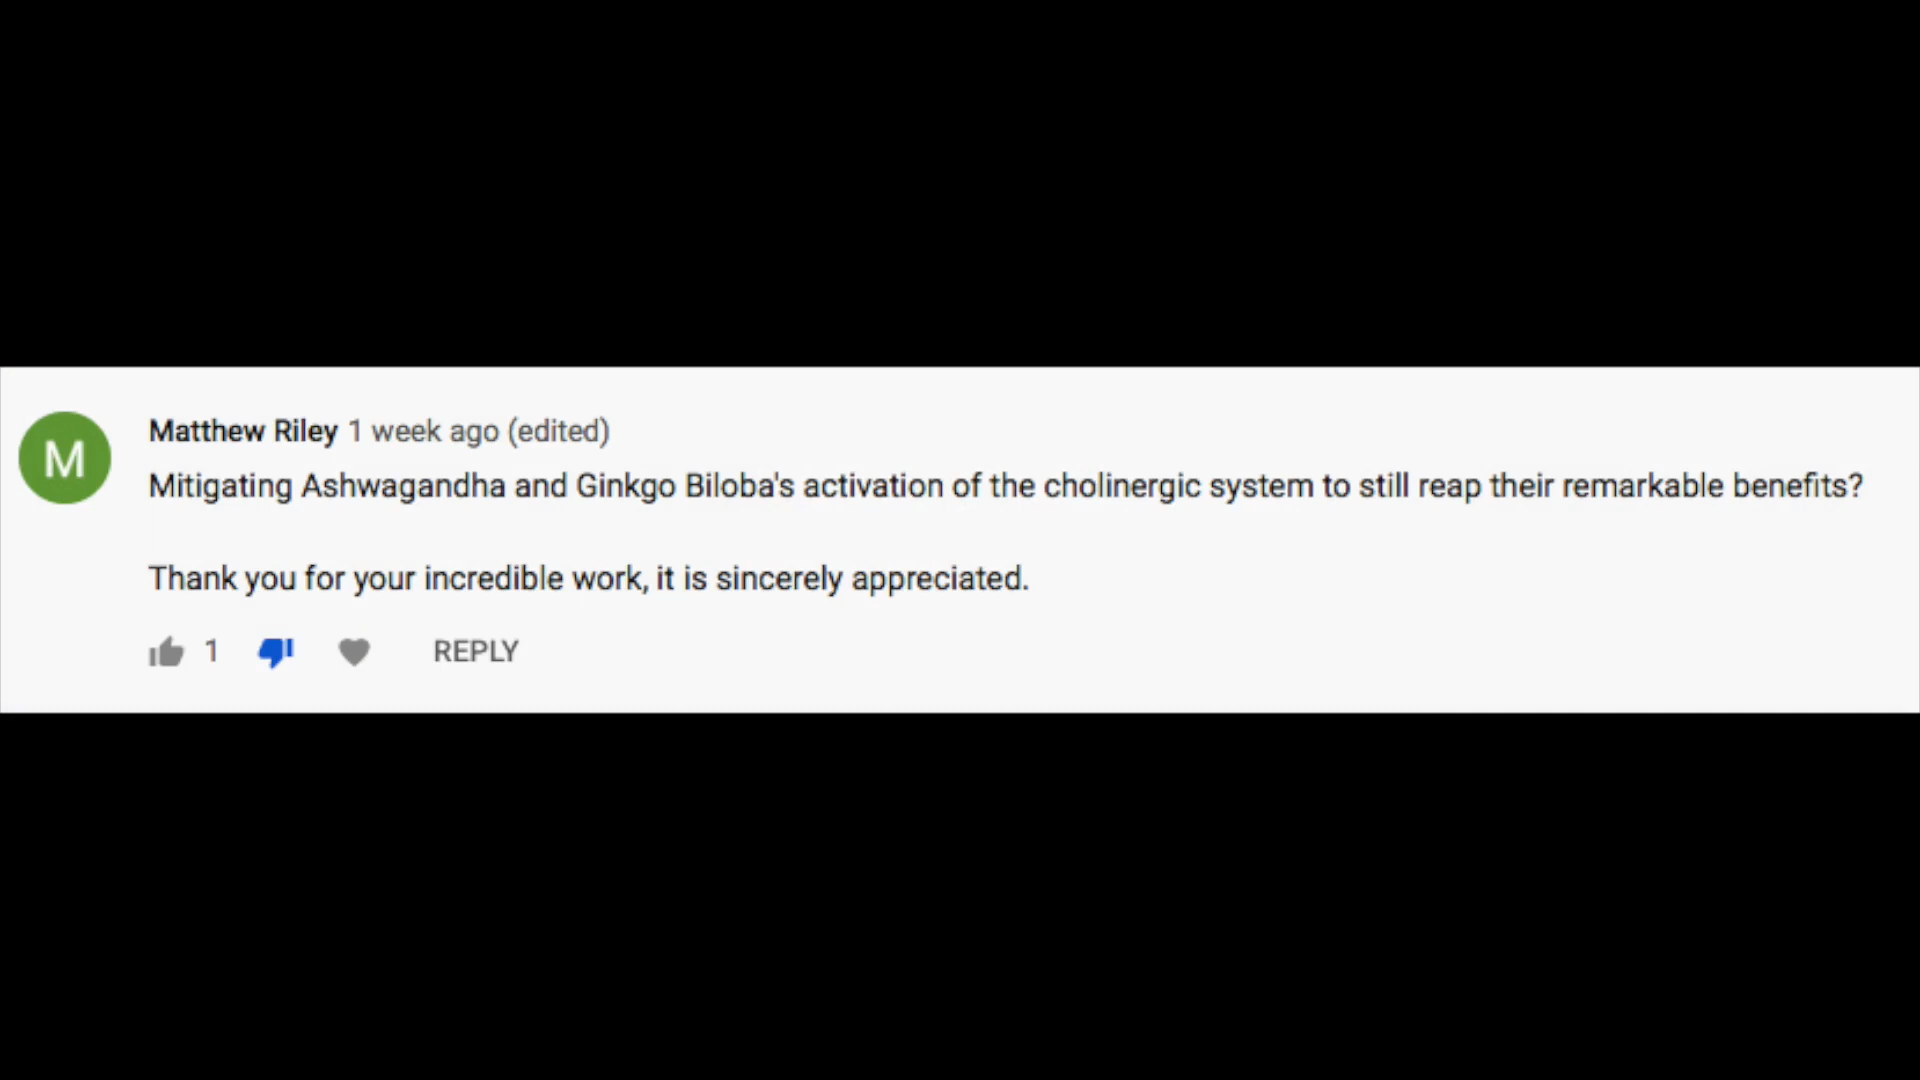 M
Matthew Riley 1 week ago (edited)
Mitigating Ashwagandha and Ginkgo Biloba's activation of the cholinergic system to still reap their remarkable benefits?
Thank you for your incredible work, it is sincerely appreciated.
1 REPLY